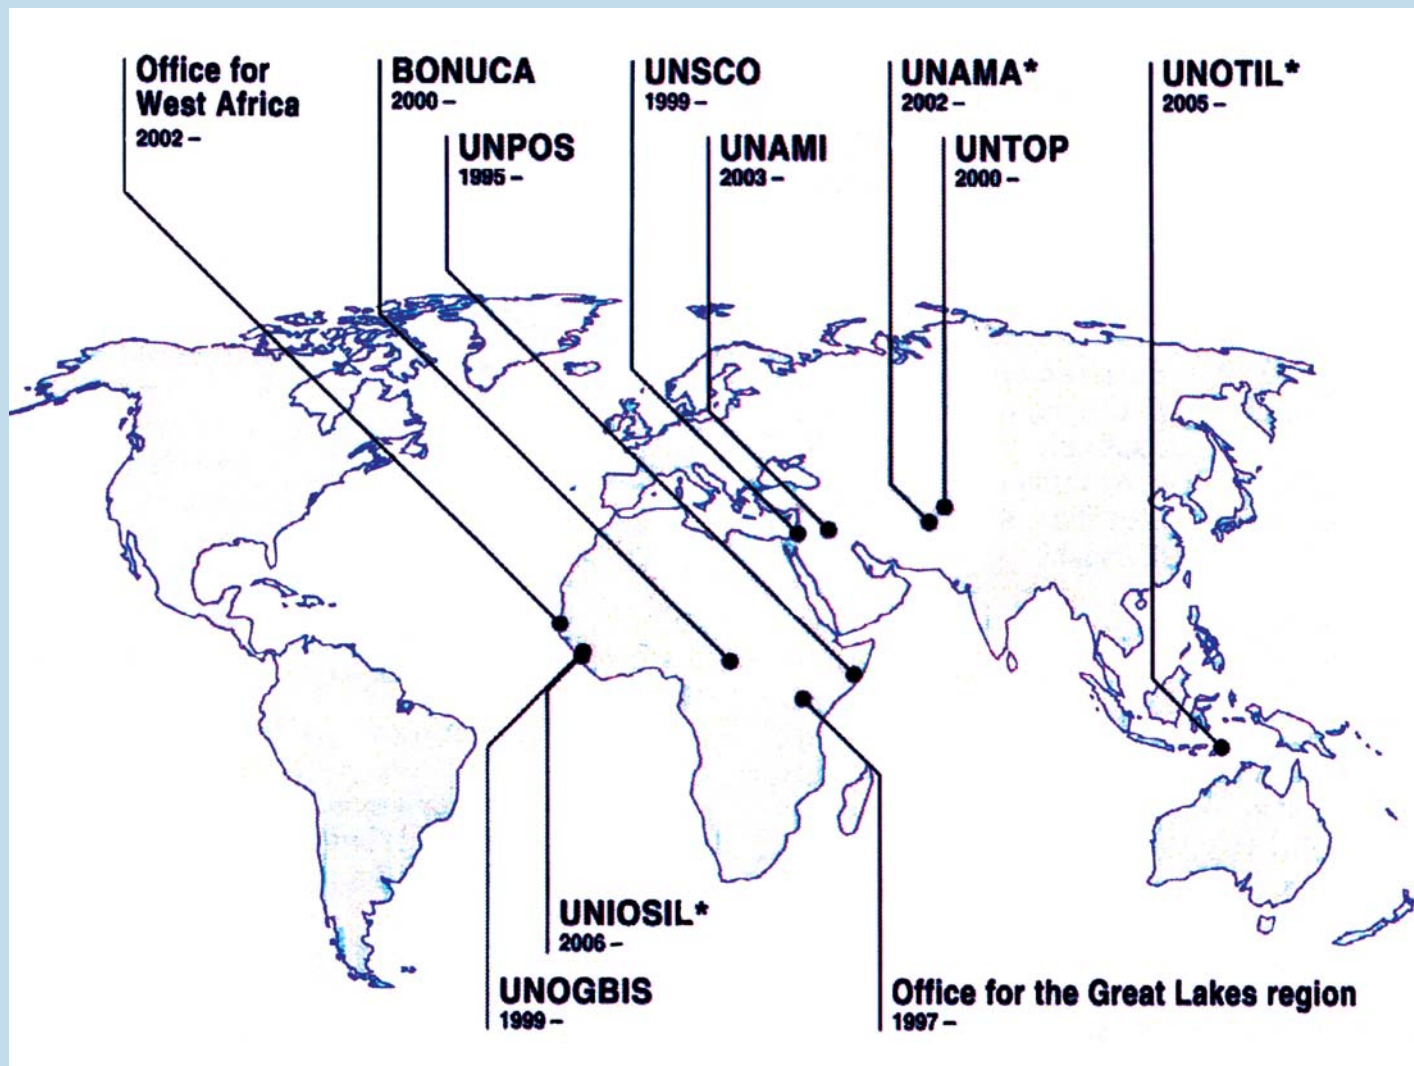 Office for
West Africa
2002 –
BONUCA
2000 –
UNPOS
1995 –
UNSCO
1999 –
UNAMI
2003 –
UNAMA*
2002 –
UNTOP
2000 –
UNOTIL*
2005 –
UNIOSIL*
2006 –
UNOGBIS
1999 –
Office for the Great Lakes region
1997 –